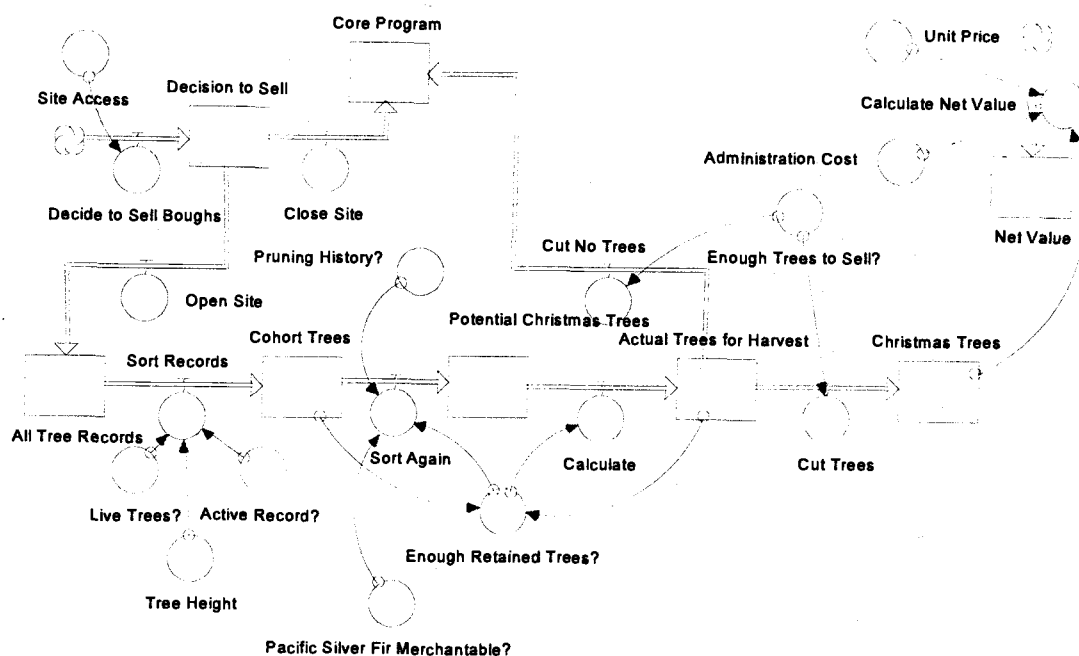 Core Program
Unit Price
Site Access
Decision to Sell
Calculate Net Value
Administration Cost
Decide to Sell Boughs
Close Site
Net Value
Pruning History?
Cut No Trees
Enough Trees to Sell?
Open Site
Potential Christmas Trees
Cohort Trees
Actual Trees for Harvest
Christmas Trees
Sort Records
All Tree Records
Sort Again
Calculate
Cut Trees
Live Trees?
Active Record?
Enough Retained Trees?
Tree Height
Pacific Silver Fir Merchantable?